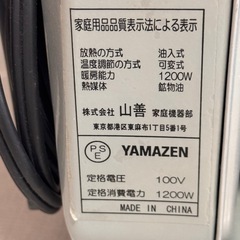 家庭用品品質表示法による表示
放熱の方式 油入式
温度調節の方式 可変式
暖房能力 1200W
熱媒体 鉱物油
株式会社 山善 家庭機器部
東京都港区東麻布1丁目5番1号
PSE YAMAZEN
定格電圧 100V
定格消費電力 1200W
MADE IN CHINA